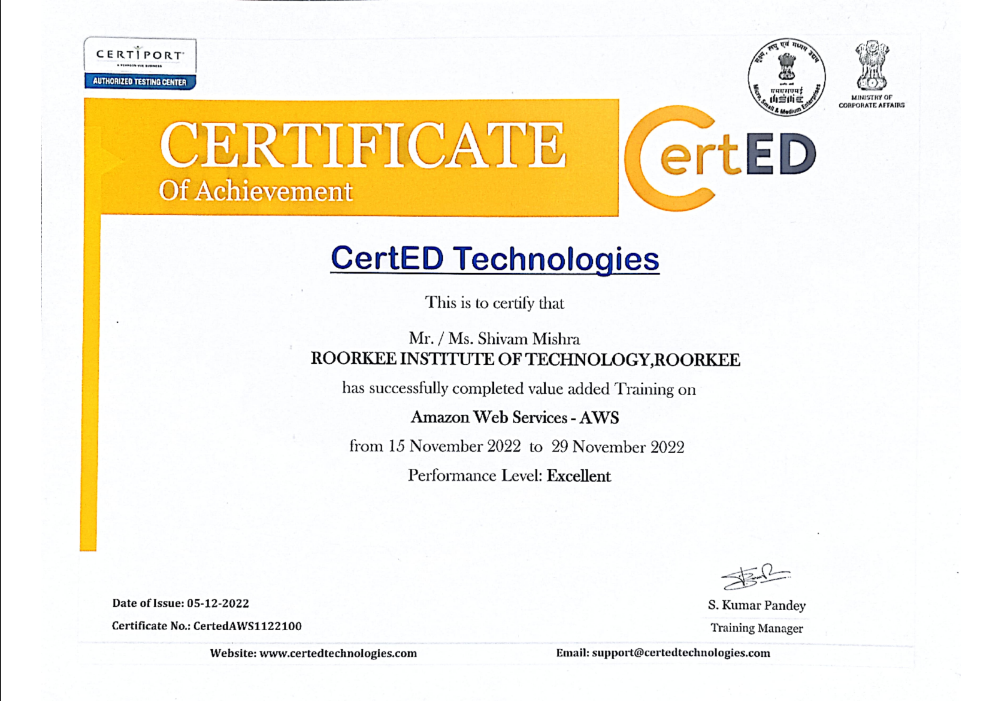 CERTIPORT
A PEARSON VUE BUSINESS
AUTHORIZED TESTING CENTER
सूक्ष्म, लघु एवं मध्यम उद्यम
एमएसएमई
MSME
Micro, Small & Medium Enterprises
MINISTRY OF
CORPORATE AFFAIRS
CERTIFICATE
Of Achievement
CertED
CertED Technologies
This is to certify that
Mr. / Ms. Shivam Mishra
ROORKEE INSTITUTE OF TECHNOLOGY,ROORKEE
has successfully completed value added Training on
Amazon Web Services - AWS
from 15 November 2022 to 29 November 2022
Performance Level: Excellent
Date of Issue: 05-12-2022
Certificate No.: CertedAWS1122100
S. Kumar Pandey
Training Manager
Website: www.certedtechnologies.com
Email: support@certedtechnologies.com